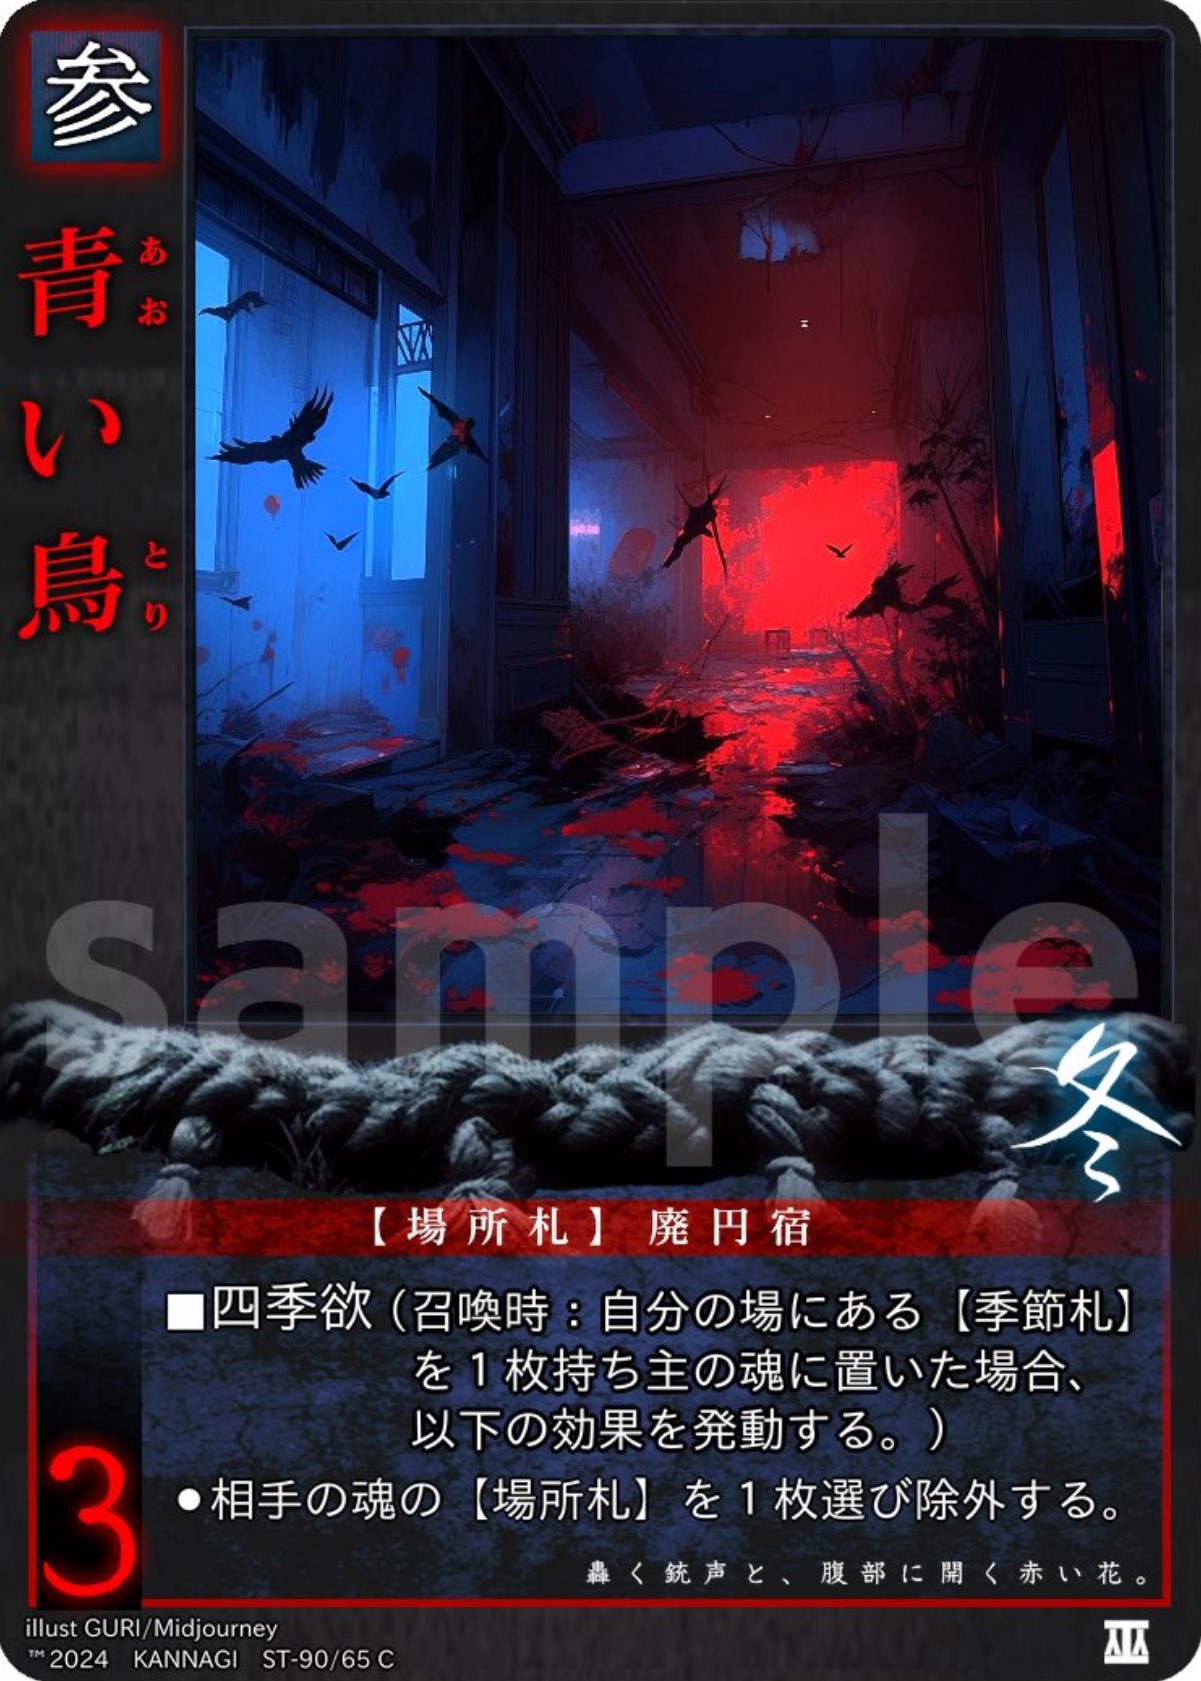 参
青い鳥
あお
とり
sample
冬
【場所札】廃円宿
■四季欲(召喚時:自分の場にある【季節札】
を1枚持ち主の魂に置いた場合、
以下の効果を発動する。)
●相手の魂の【場所札】を1枚選び除外する。
3
轟く銃声と、腹部に開く赤い花。
illust GURI/Midjourney
™2024 KANNAGI ST-90/65 C
巫